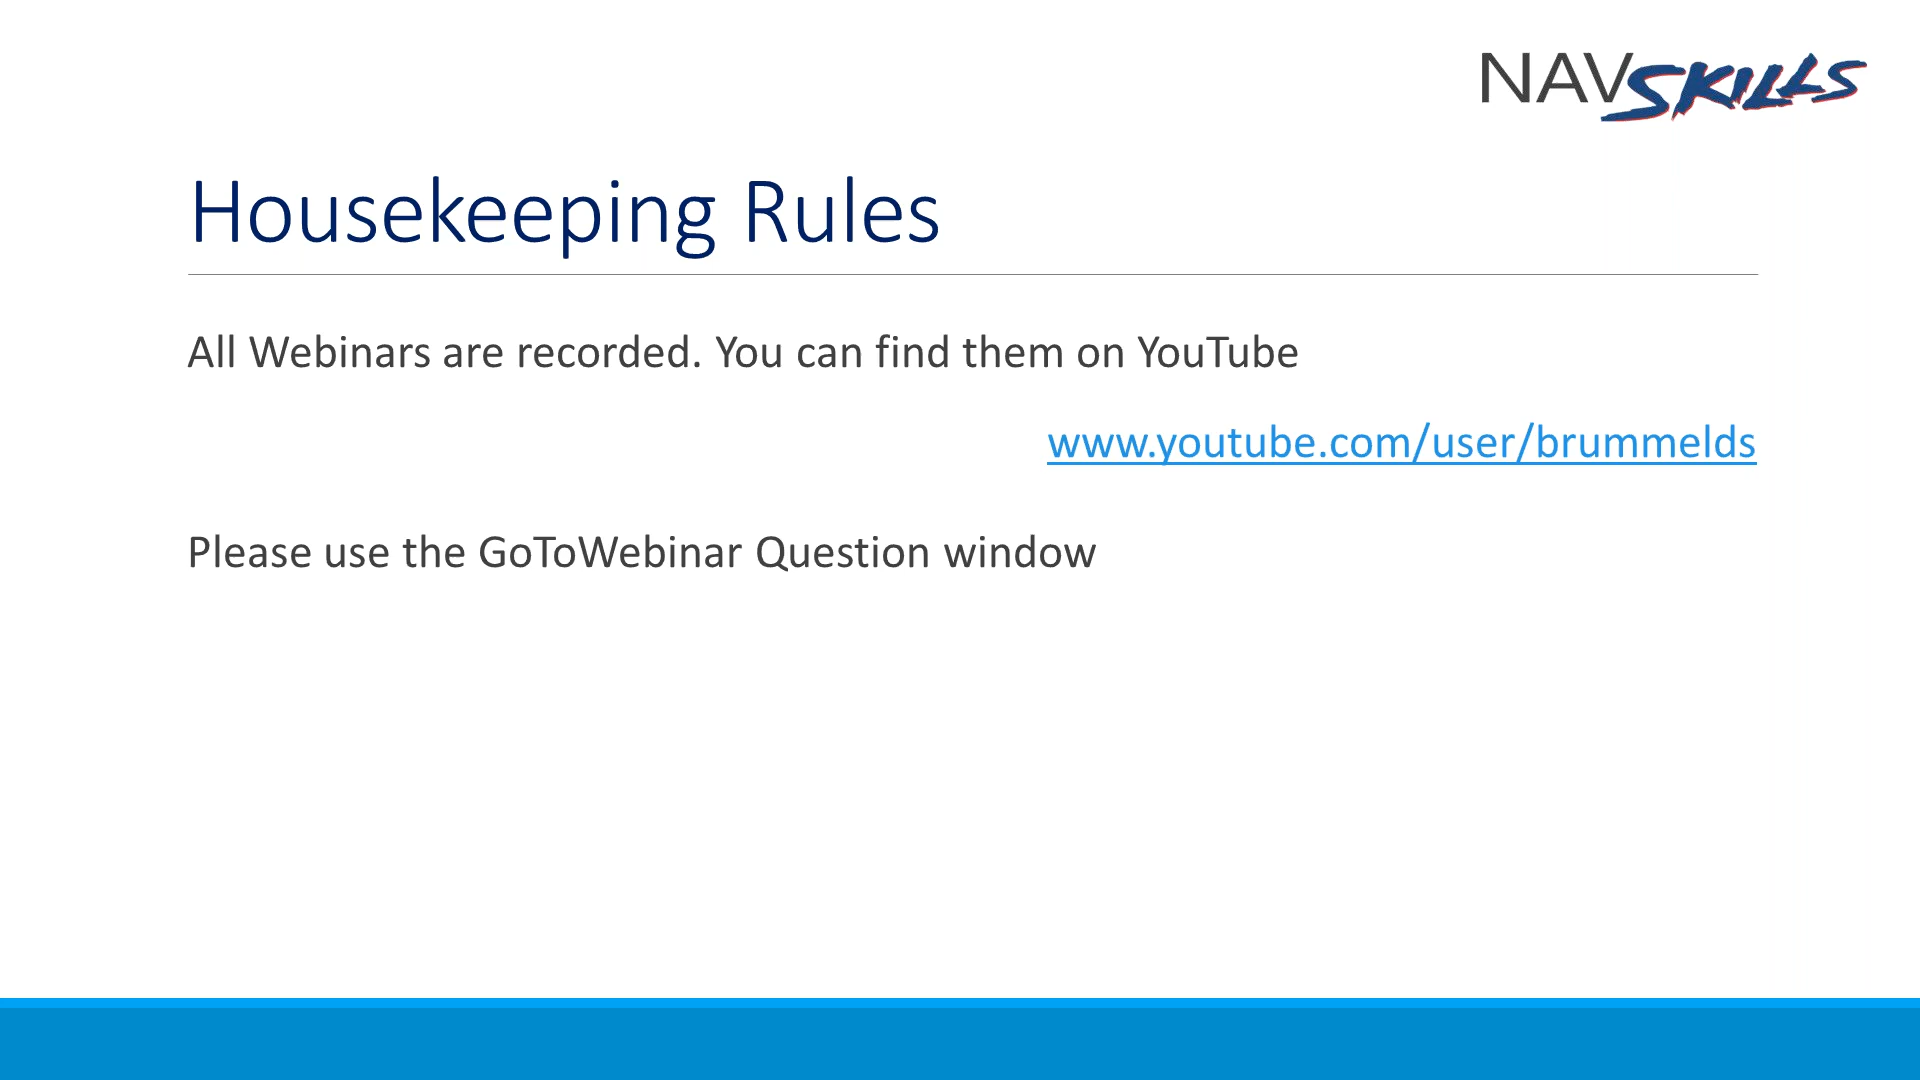 NAVSKILLS
Housekeeping Rules
All Webinars are recorded. You can find them on YouTube
www.youtube.com/user/brummelds
Please use the GoToWebinar Question window